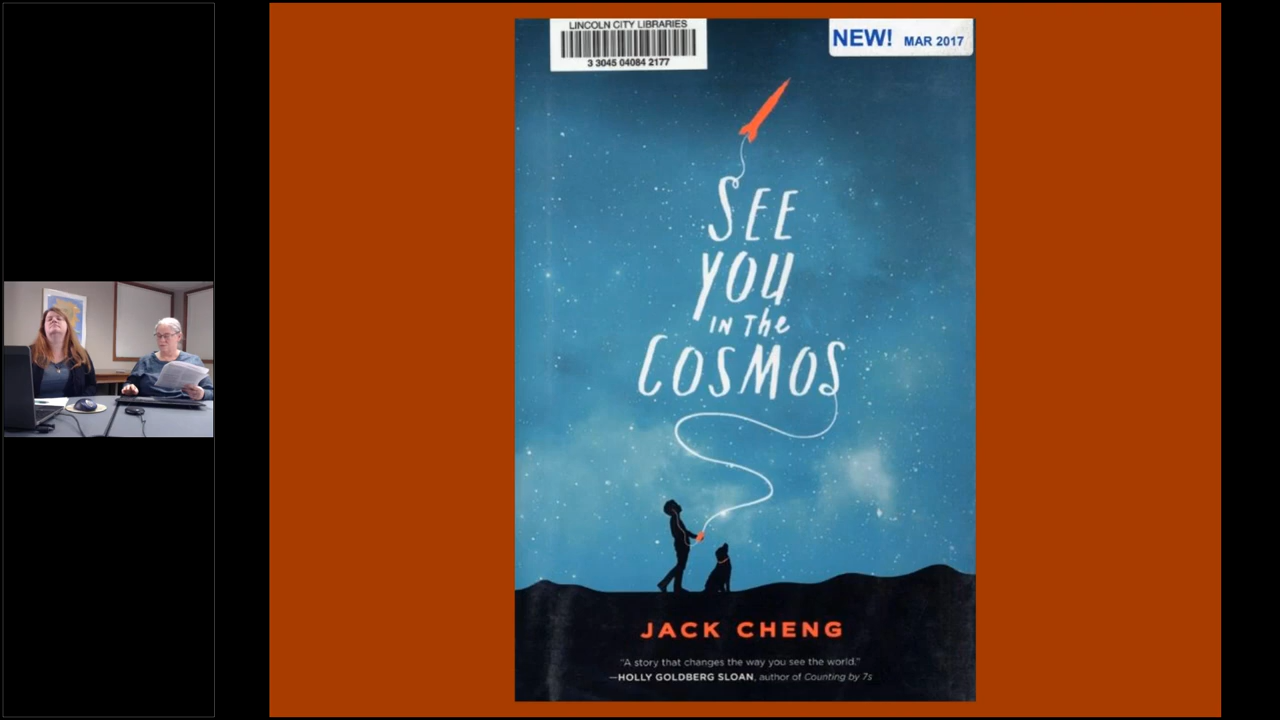 LINCOLN CITY LIBRARIES
3 3045 04084 2177
NEW! MAR 2017
SEE
YOU
IN The
COSMOS
JACK CHENG
“A story that changes the way you see the world.”
—HOLLY GOLDBERG SLOAN, author of Counting by 7s